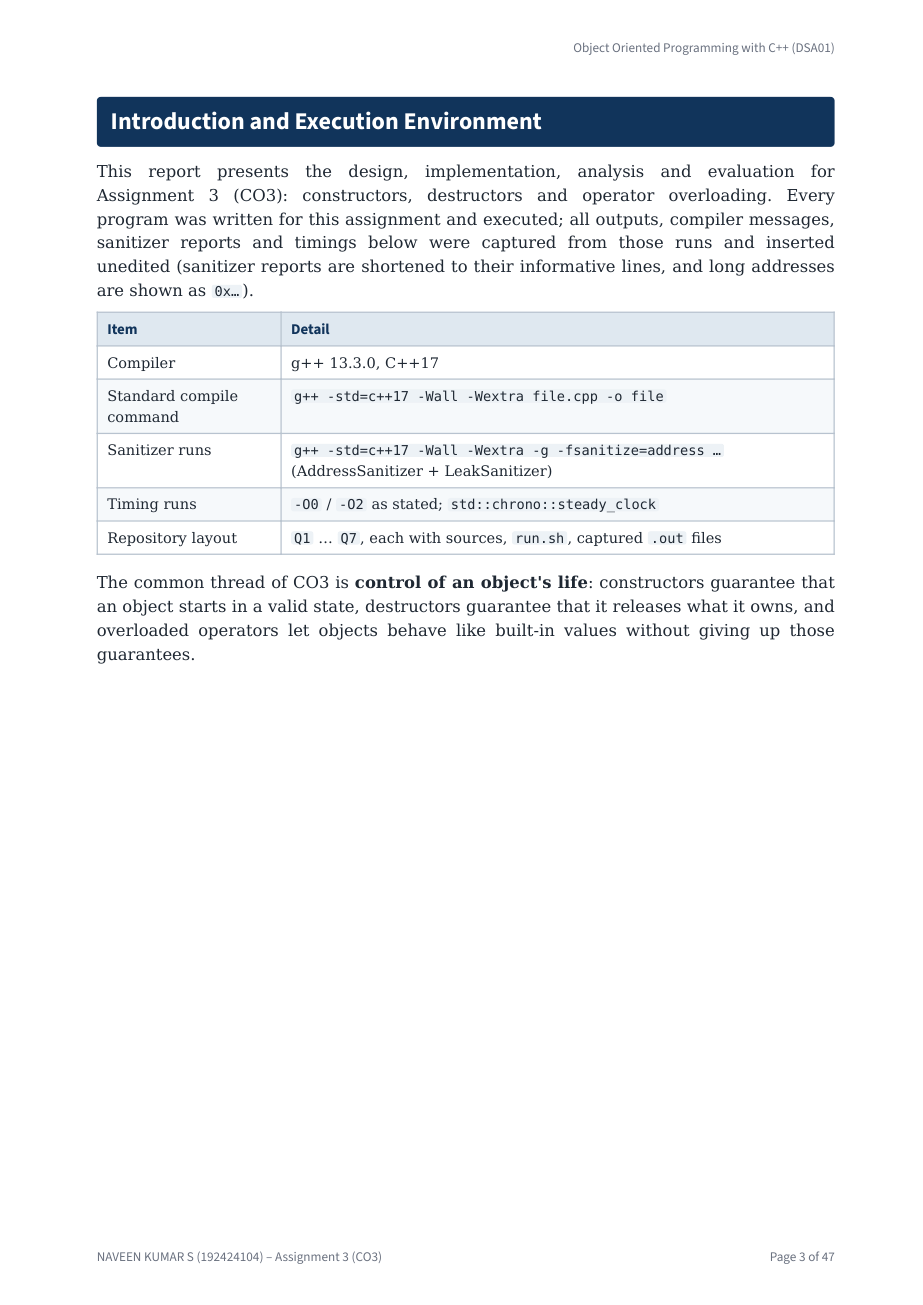 Object Oriented Programming with C++ (DSA01)
Introduction and Execution Environment
This report presents the design, implementation, analysis and evaluation for
Assignment 3 (CO3): constructors, destructors and operator overloading. Every
program was written for this assignment and executed; all outputs, compiler messages,
sanitizer reports and timings below were captured from those runs and inserted
unedited (sanitizer reports are shortened to their informative lines, and long addresses
are shown as 0x…).
Item Detail
Compiler g++ 13.3.0, C++17
Standard compile g++ -std=c++17 -Wall -Wextra file.cpp -o file
command
Sanitizer runs g++ -std=c++17 -Wall -Wextra -g -fsanitize=address …
(AddressSanitizer + LeakSanitizer)
Timing runs -O0 / -O2 as stated; std::chrono::steady_clock
Repository layout Q1 … Q7, each with sources, run.sh, captured .out files
The common thread of CO3 is control of an object's life: constructors guarantee that
an object starts in a valid state, destructors guarantee that it releases what it owns, and
overloaded operators let objects behave like built-in values without giving up those
guarantees.
NAVEEN KUMAR S (192424104) – Assignment 3 (CO3) Page 3 of 47